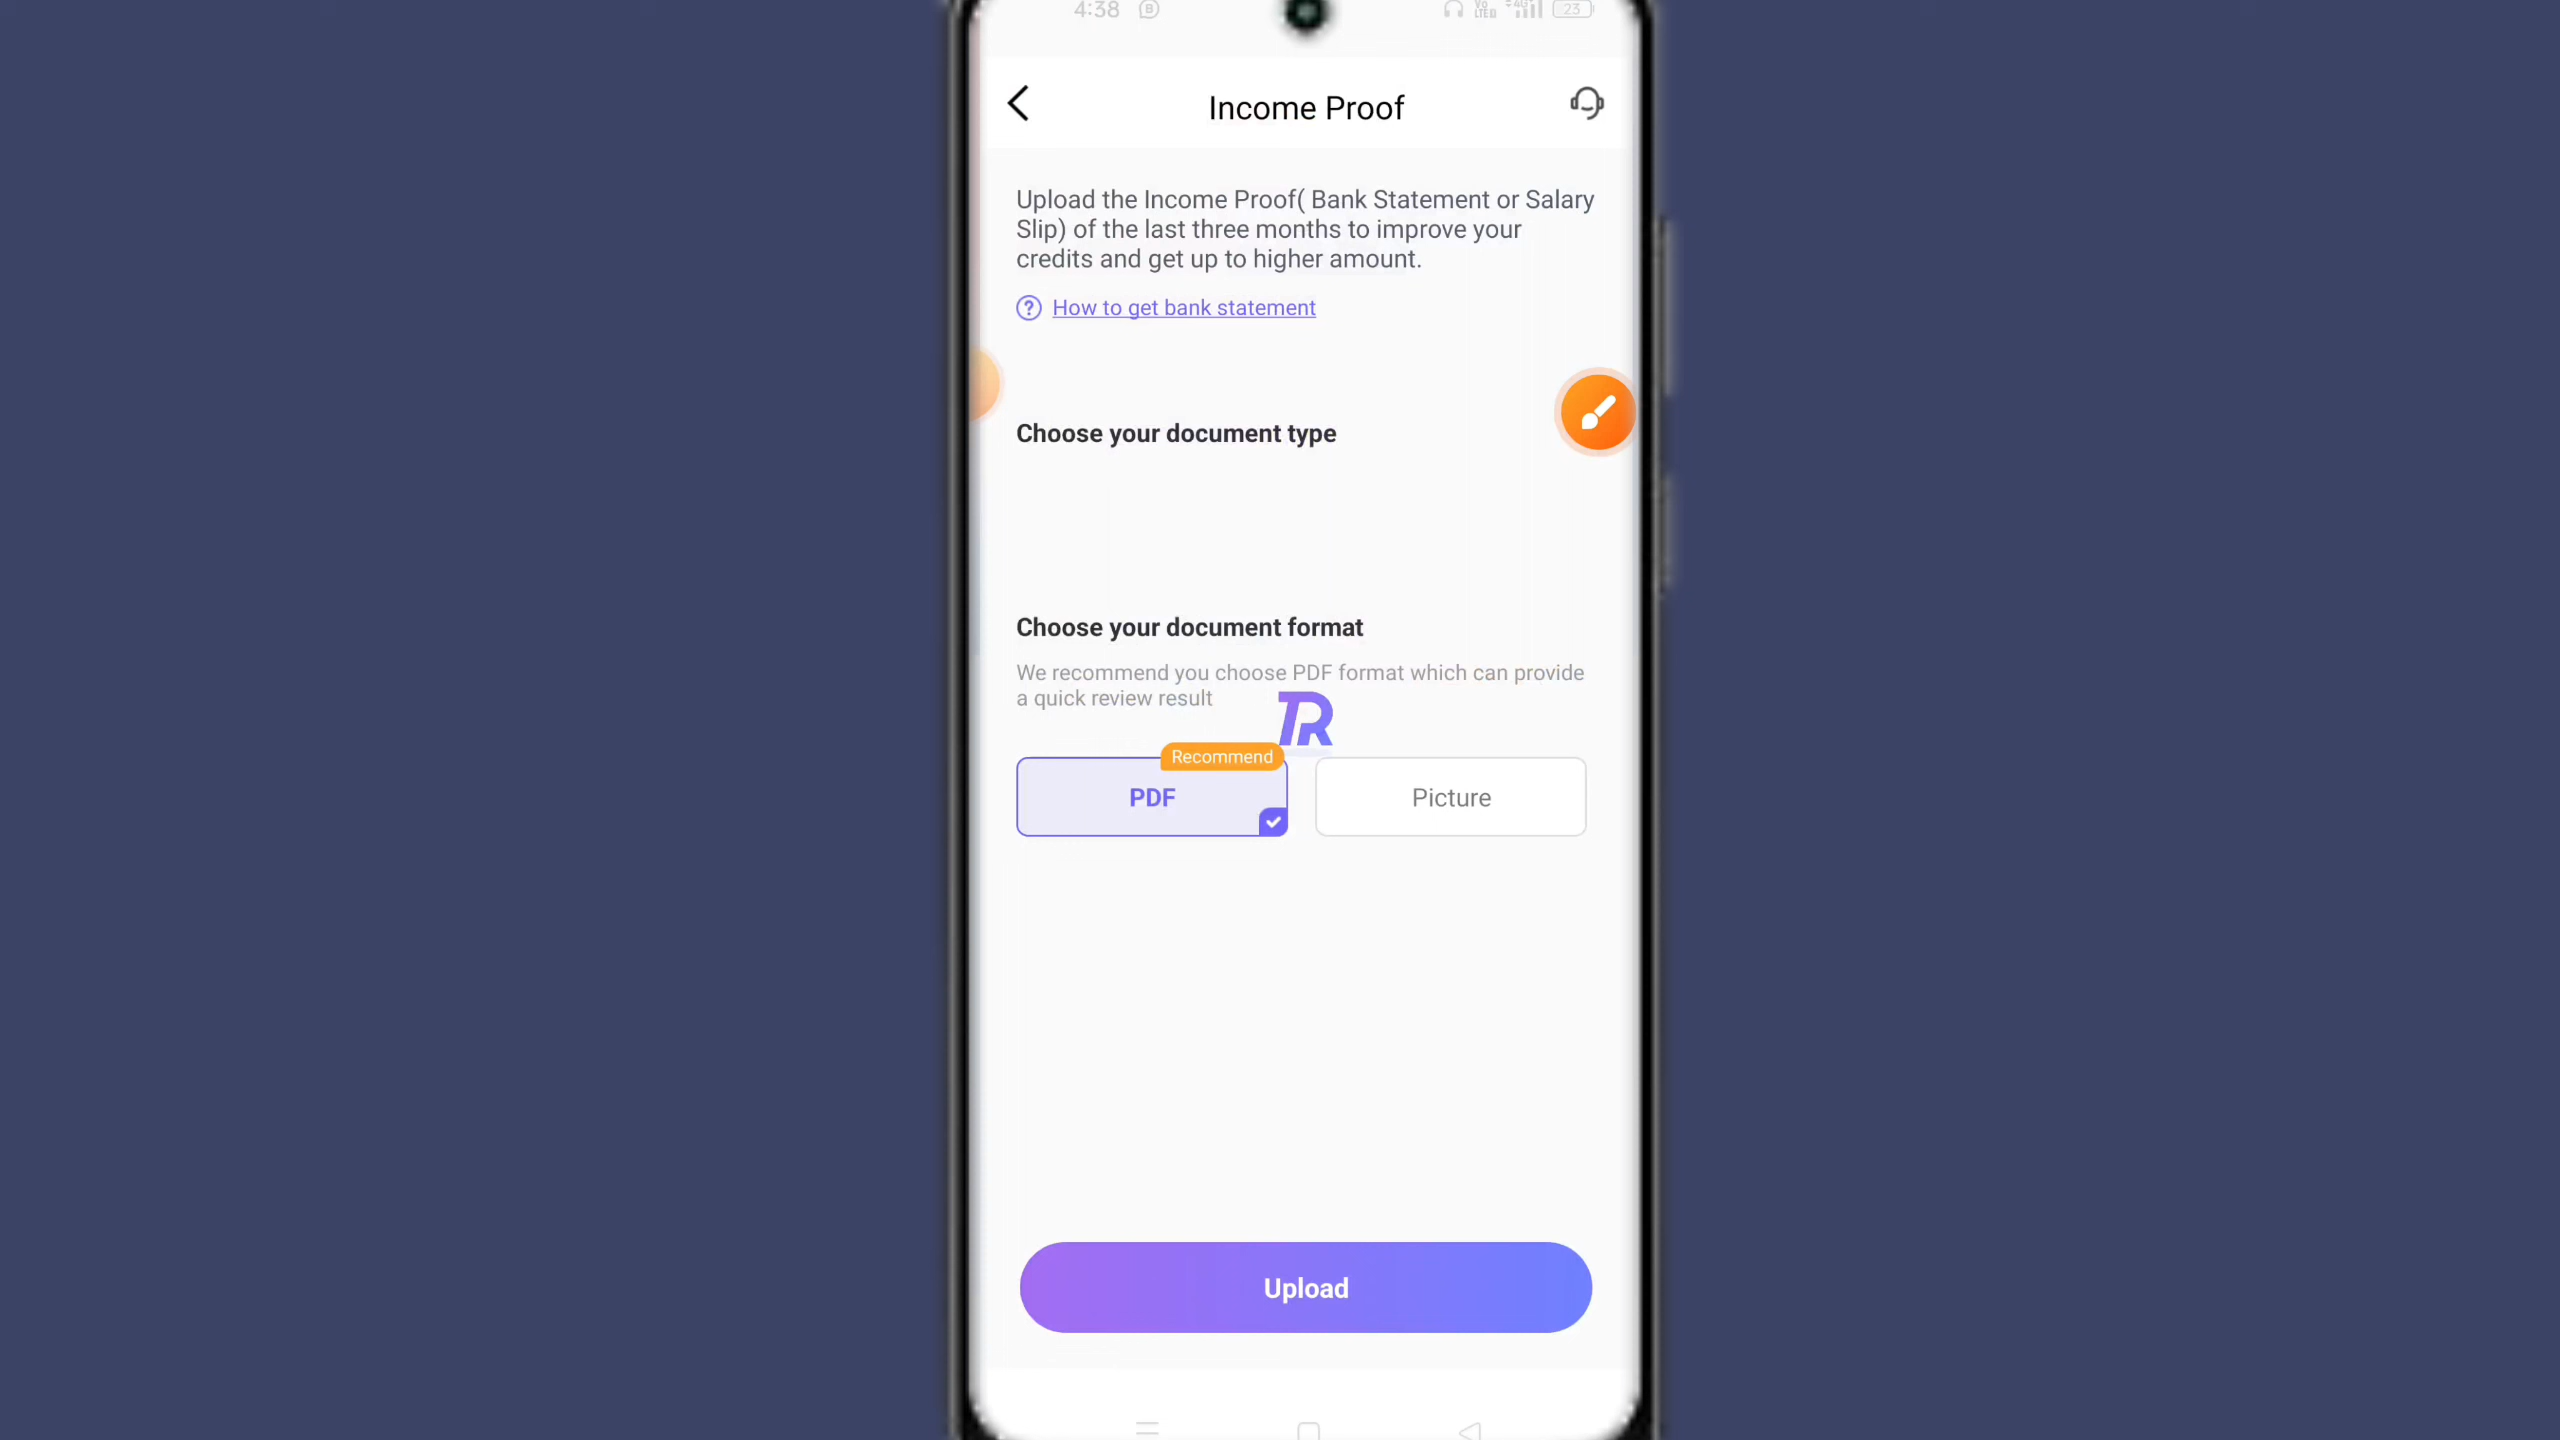 4:38
23
Income Proof
Upload the Income Proof( Bank Statement or Salary
Slip) of the last three months to improve your
credits and get up to higher amount.
How to get bank statement
Choose your document type
Choose your document format
We recommend you choose PDF format which can provide
a quick review result
TR
Recommend
PDF
Picture
Upload